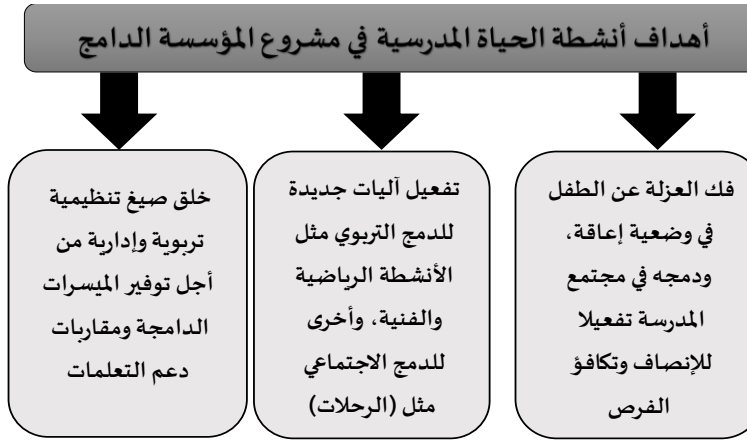 أهداف أنشطة الحياة المدرسية في مشروع المؤسسة الدامج
فك العزلة عن الطفل
في وضعية إعاقة،
ودمجه في مجتمع
المدرسة تفعيلا
للإنصاف وتكافؤ
الفرص
تفعيل آليات جديدة
للدمج التربوي مثل
الأنشطة الرياضية
والفنية، وأخرى
للدمج الاجتماعي
مثل (الرحلات)
خلق صيغ تنظيمية
تربوية وإدارية من
أجل توفير الميسرات
الدامجة ومقاربات
دعم التعلمات